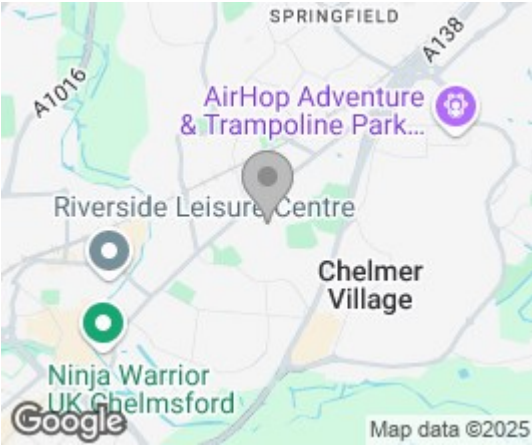 SPRINGFIELD
A138
A1016
AirHop Adventure
& Trampoline Park...
Riverside Leisure Centre
Chelmer
Village
Ninja Warrior
UK Chelmsford
Google
Map data ©2025